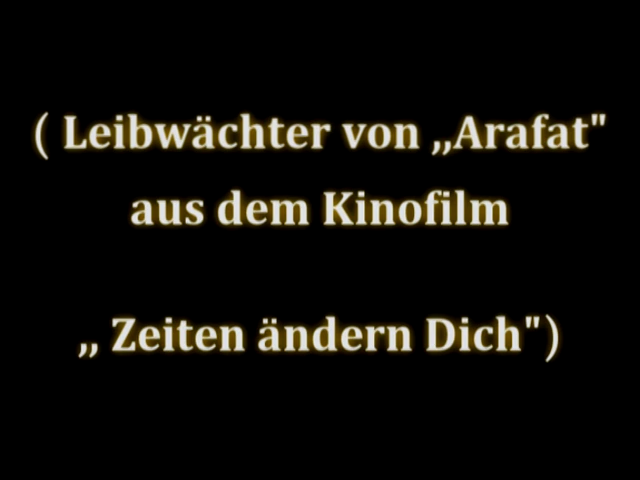 ( Leibwächter von ,,Arafat"
aus dem Kinofilm
,, Zeiten ändern Dich")